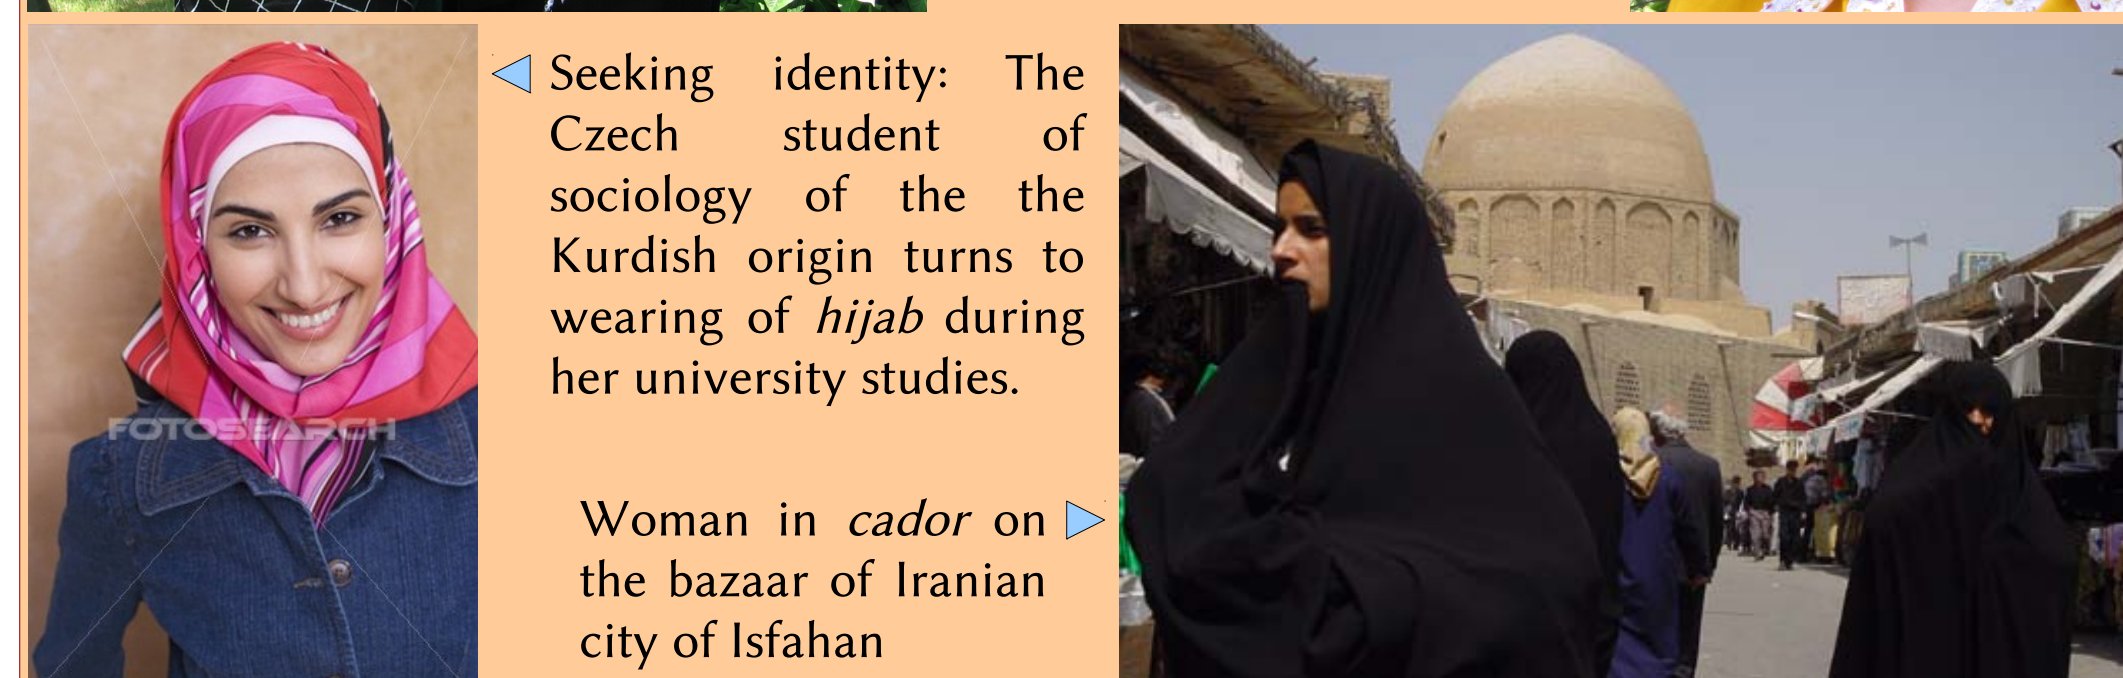 Seeking identity: The
Czech student of
sociology of the the
Kurdish origin turns to
wearing of hijab during
her university studies.
FOTOSEARCH
Woman in cador on
the bazaar of Iranian
city of Isfahan